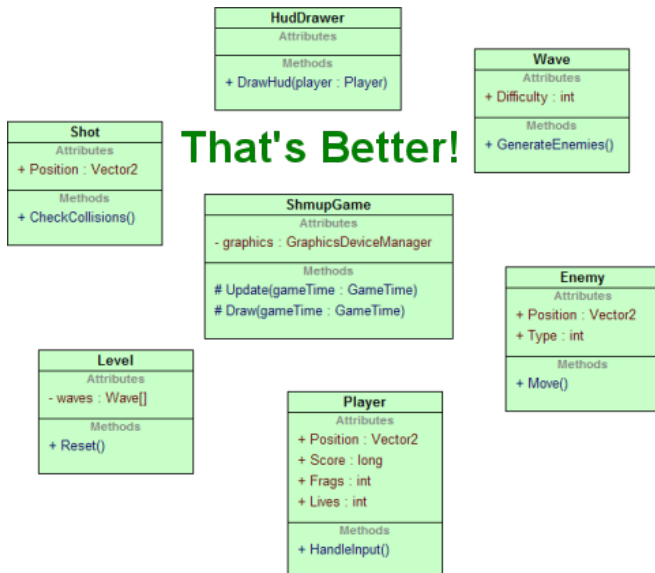 HudDrawer
Attributes
Methods
+ DrawHud(player : Player)
Wave
Attributes
+ Difficulty : int
Methods
+ GenerateEnemies()
Shot
Attributes
+ Position : Vector2
Methods
+ CheckCollisions()
That's Better!
ShmupGame
Attributes
- graphics : GraphicsDeviceManager
Methods
# Update(gameTime : GameTime)
# Draw(gameTime : GameTime)
Enemy
Attributes
+ Position : Vector2
+ Type : int
Methods
+ Move()
Level
Attributes
- waves : Wave[]
Methods
+ Reset()
Player
Attributes
+ Position : Vector2
+ Score : long
+ Frags : int
+ Lives : int
Methods
+ HandleInput()